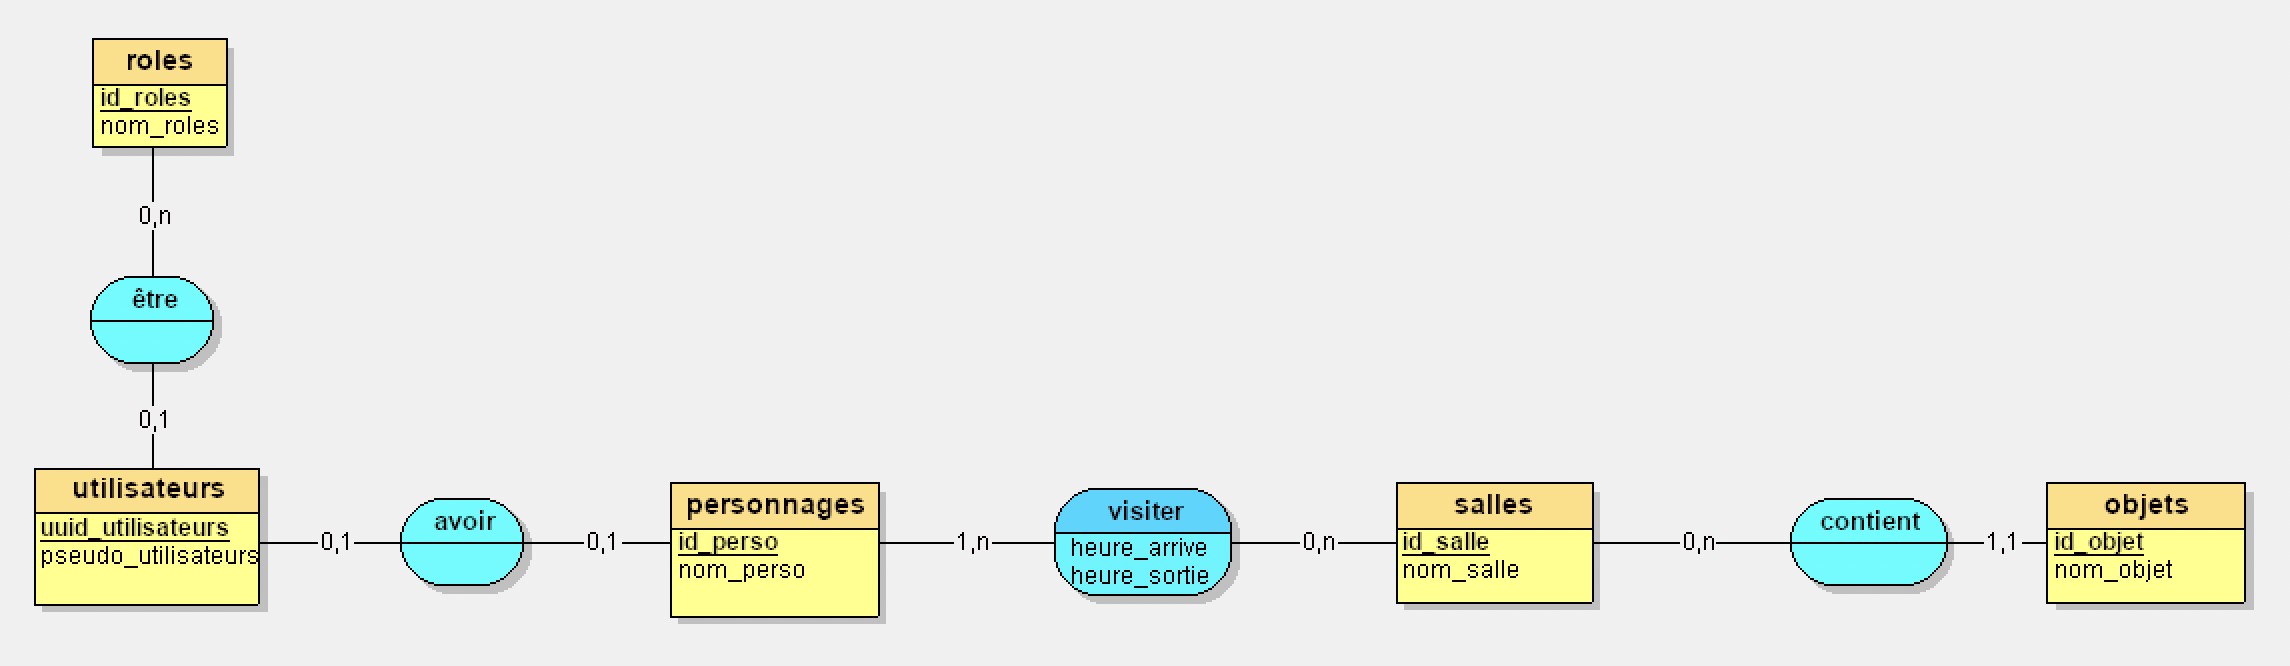 roles
id_roles
nom_roles
0,n
être
0,1
utilisateurs
uuid_utilisateurs
pseudo_utilisateurs
0,1
avoir
0,1
personnages
id_perso
nom_perso
1,n
visiter
heure_arrive
heure_sortie
0,n
salles
id_salle
nom_salle
0,n
contient
1,1
objets
id_objet
nom_objet